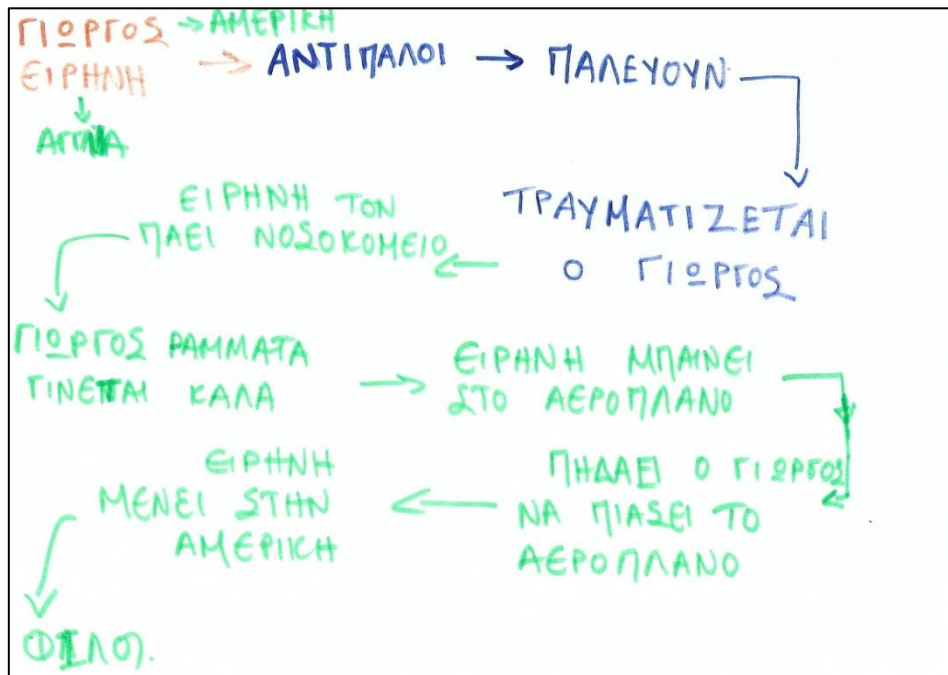 ΓΙΩΡΓΟΣ → ΑΜΕΡΙΚΗ
ΕΙΡΗΝΗ → ΑΝΤΙΠΑΛΟΙ → ΠΑΛΕΥΟΥΝ
ΑΓΓΛΙΑ
ΤΡΑΥΜΑΤΙΖΕΤΑΙ
Ο ΓΙΩΡΓΟΣ
ΕΙΡΗΝΗ ΤΟΝ
ΠΑΕΙ ΝΟΣΟΚΟΜΕΙΟ
ΓΙΩΡΓΟΣ ΡΑΜΜΑΤΑ
ΓΙΝΕΤΑΙ ΚΑΛΑ
ΕΙΡΗΝΗ ΜΠΑΙΝΕΙ
ΣΤΟ ΑΕΡΟΠΛΑΝΟ
ΠΗΔΑΕΙ Ο ΓΙΩΡΓΟΣ
ΝΑ ΠΙΑΣΕΙ ΤΟ
ΑΕΡΟΠΛΑΝΟ
ΕΙΡΗΝΗ
ΜΕΝΕΙ ΣΤΗΝ
ΑΜΕΡΙΚΗ
ΦΙΛΟΙ.